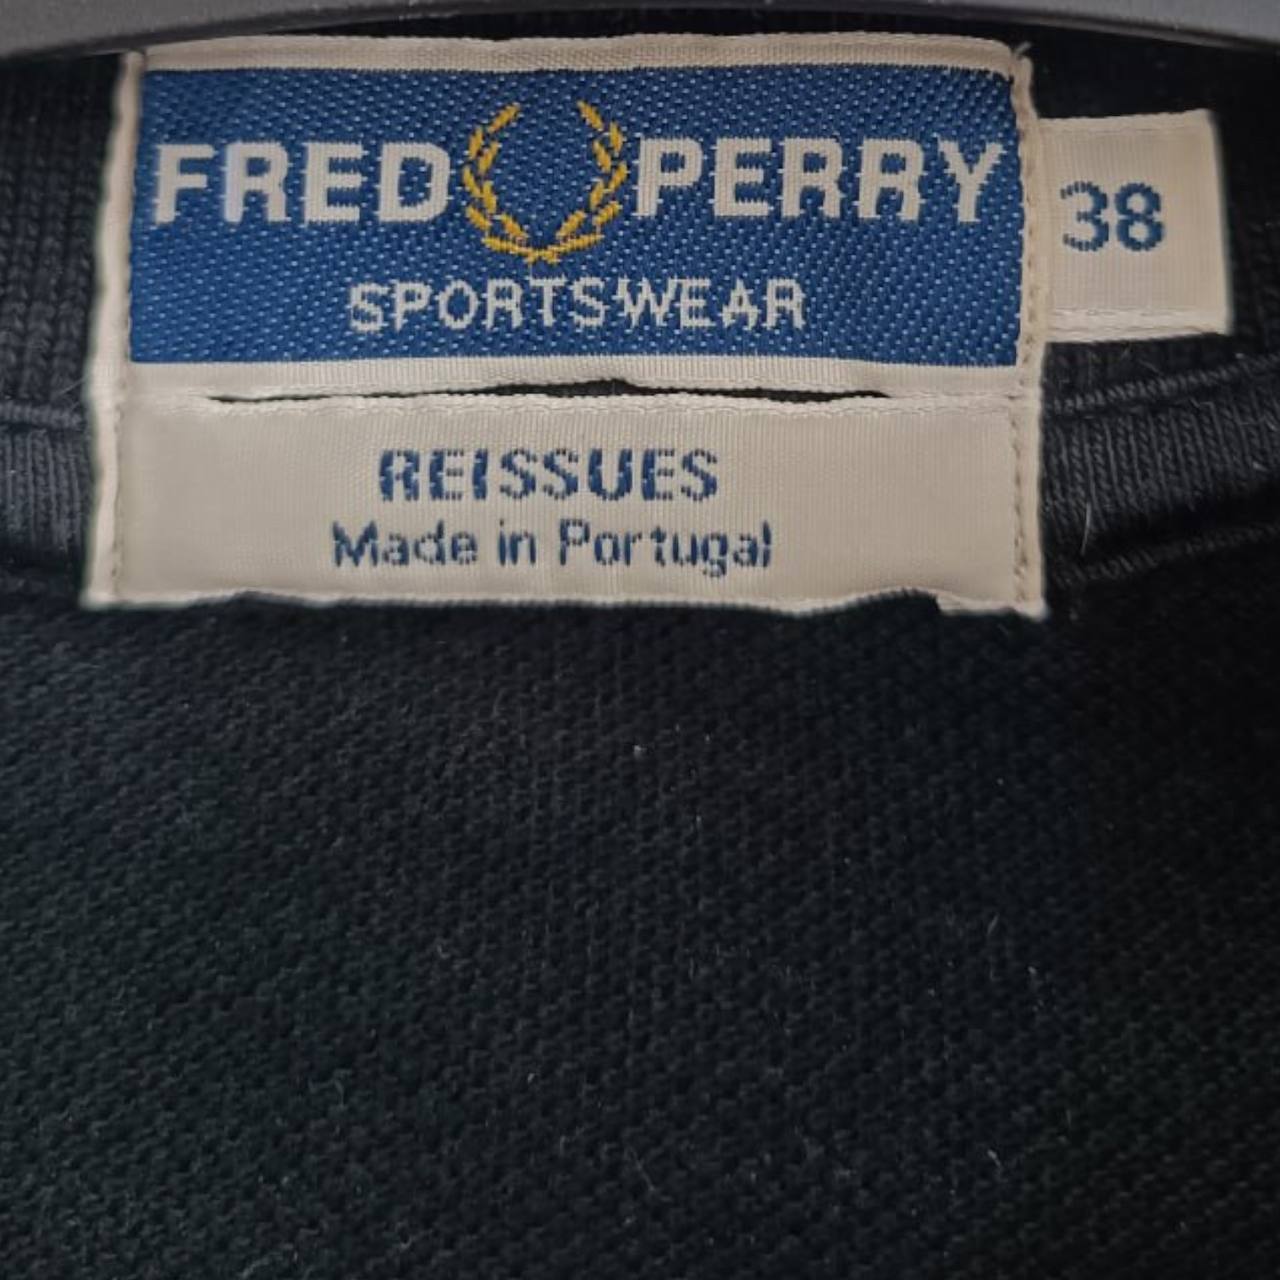 FRED PERRY
SPORTSWEAR
38
REISSUES
Made in Portugal